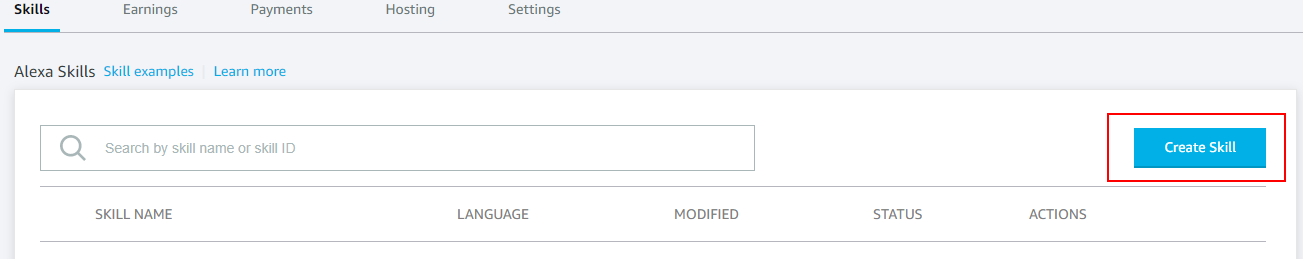 Skills Earnings Payments Hosting Settings
Alexa Skills Skill examples Learn more
Search by skill name or skill ID Create Skill
SKILL NAME LANGUAGE MODIFIED STATUS ACTIONS